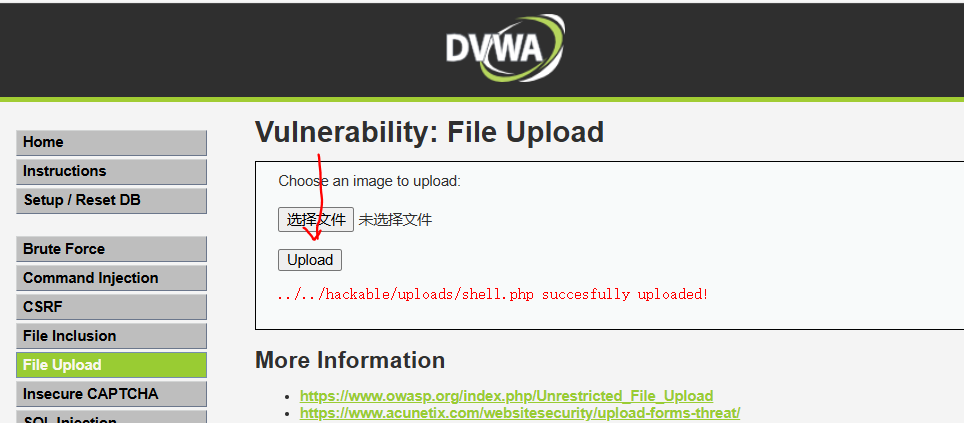 DVWA
Home
Instructions
Setup / Reset DB
Brute Force
Command Injection
CSRF
File Inclusion
File Upload
Insecure CAPTCHA
SQL Injection
Vulnerability: File Upload
Choose an image to upload:
选择文件 未选择文件
Upload
../../hackable/uploads/shell.php succesfully uploaded!
More Information
https://www.owasp.org/index.php/Unrestricted_File_Upload
https://www.acunetix.com/websitesecurity/upload-forms-threat/